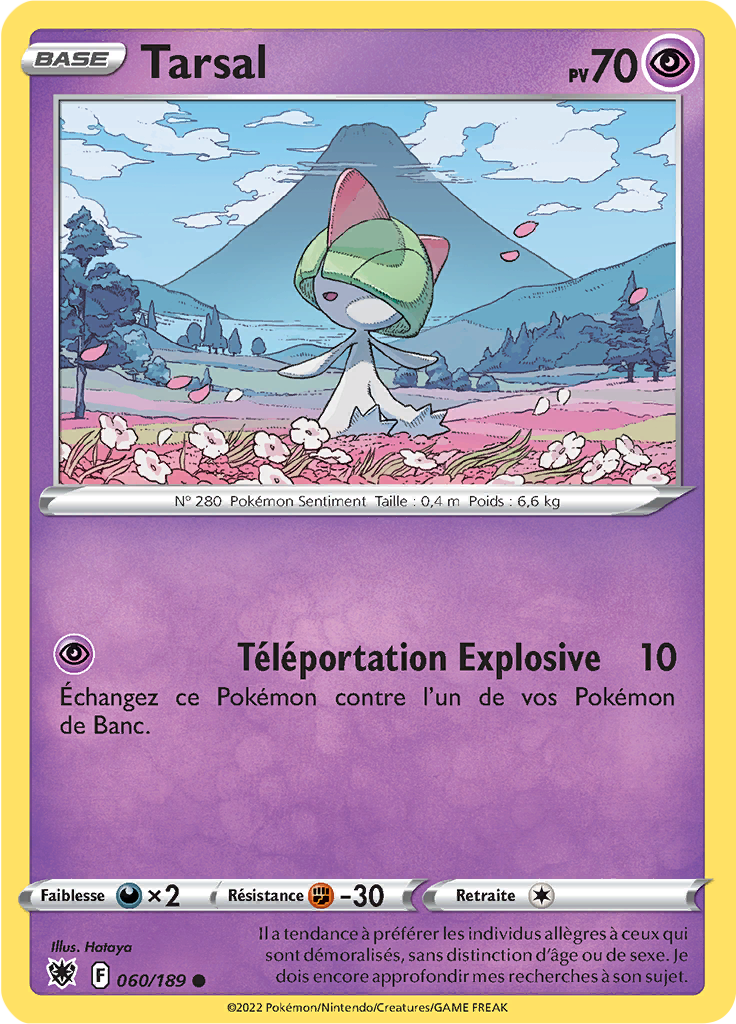 BASE Tarsal PV70
N° 280 Pokémon Sentiment Taille : 0,4 m Poids : 6,6 kg
Téléportation Explosive 10
Échangez ce Pokémon contre l'un de vos Pokémon
de Banc.
Faiblesse ×2 Résistance -30 Retraite
Illus. Hataya
Il a tendance à préférer les individus allègres à ceux qui
sont démoralisés, sans distinction d'âge ou de sexe. Je
dois encore approfondir mes recherches à son sujet.
F 060/189
©2022 Pokémon/Nintendo/Creatures/GAME FREAK